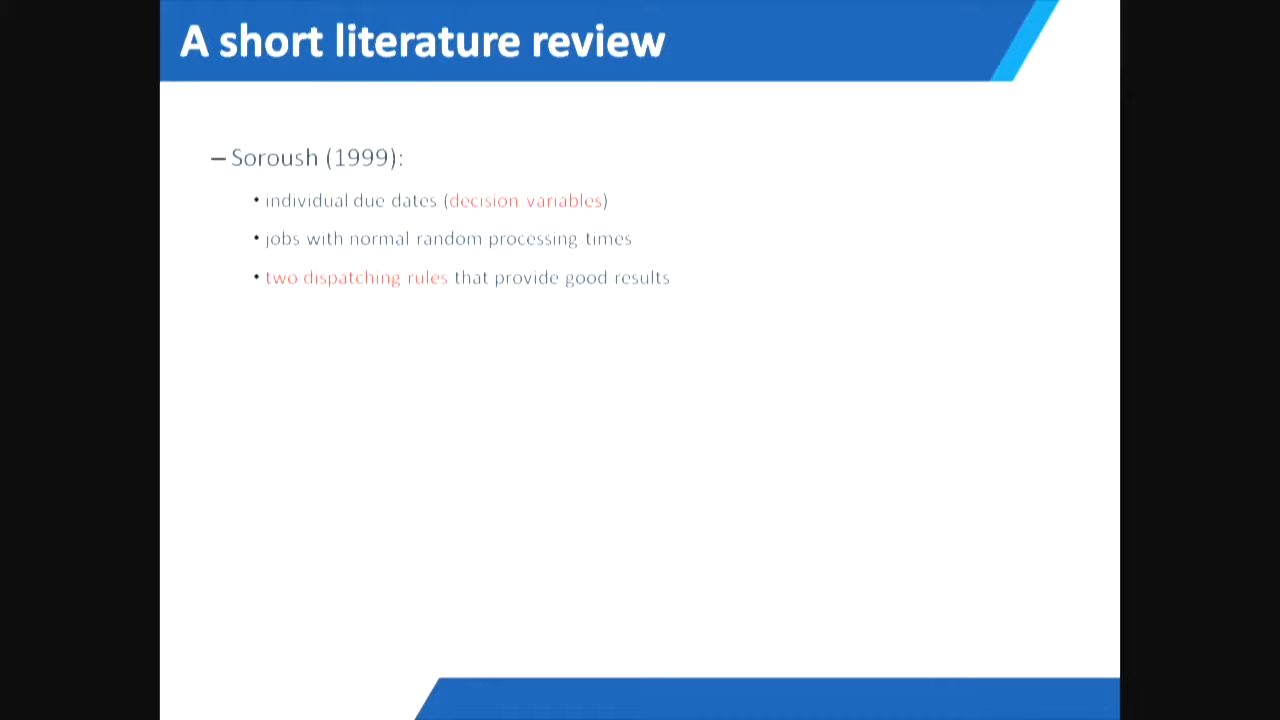 A short literature review
– Soroush (1999):
• individual due dates (decision variables)
• jobs with normal random processing times
• two dispatching rules that provide good results